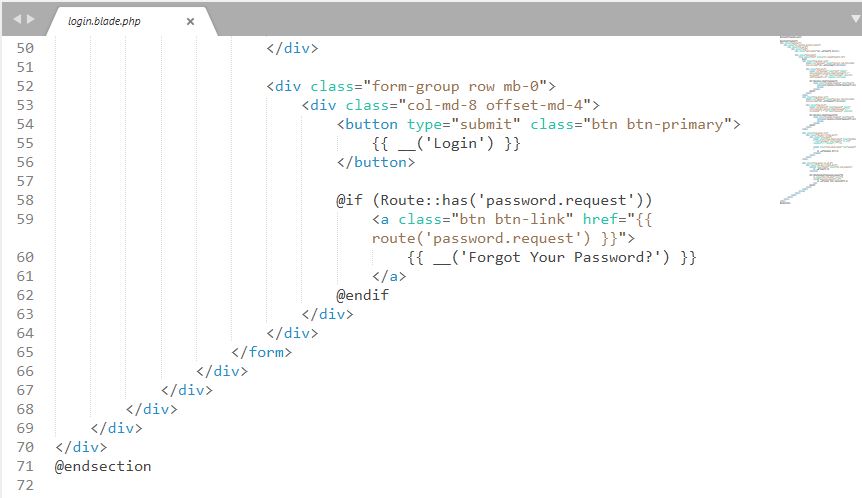 login.blade.php
50 </div>
51
52 <div class="form-group row mb-0">
53 <div class="col-md-8 offset-md-4">
54 <button type="submit" class="btn btn-primary">
55 {{ __('Login') }}
56 </button>
57
58 @if (Route::has('password.request'))
59 <a class="btn btn-link" href="{{
route('password.request') }}">
60 {{ __('Forgot Your Password?') }}
61 </a>
62 @endif
63 </div>
64 </div>
65 </form>
66 </div>
67 </div>
68 </div>
69 </div>
70 </div>
71 @endsection
72